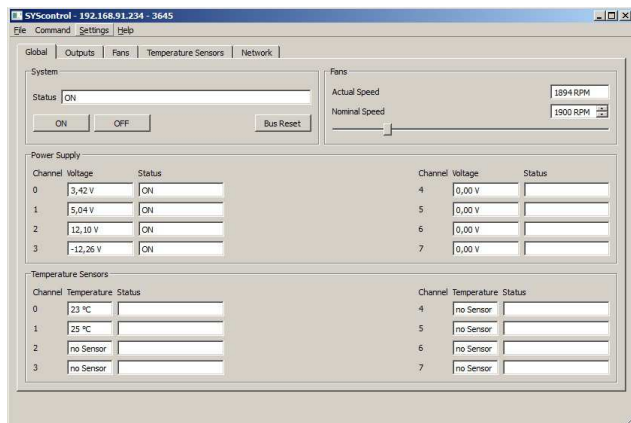 SYScontrol - 192.168.91.234 - 3645
File Command Settings Help
Global Outputs Fans Temperature Sensors Network
System
Status ON
ON OFF Bus Reset
Fans
Actual Speed 1894 RPM
Nominal Speed 1900 RPM
Power Supply
Channel Voltage Status Channel Voltage Status
0 3,42 V ON 4 0,00 V
1 5,04 V ON 5 0,00 V
2 12,10 V ON 6 0,00 V
3 -12,26 V ON 7 0,00 V
Temperature Sensors
Channel Temperature Status Channel Temperature Status
0 23 °C 4 no Sensor
1 25 °C 5 no Sensor
2 no Sensor 6 no Sensor
3 no Sensor 7 no Sensor